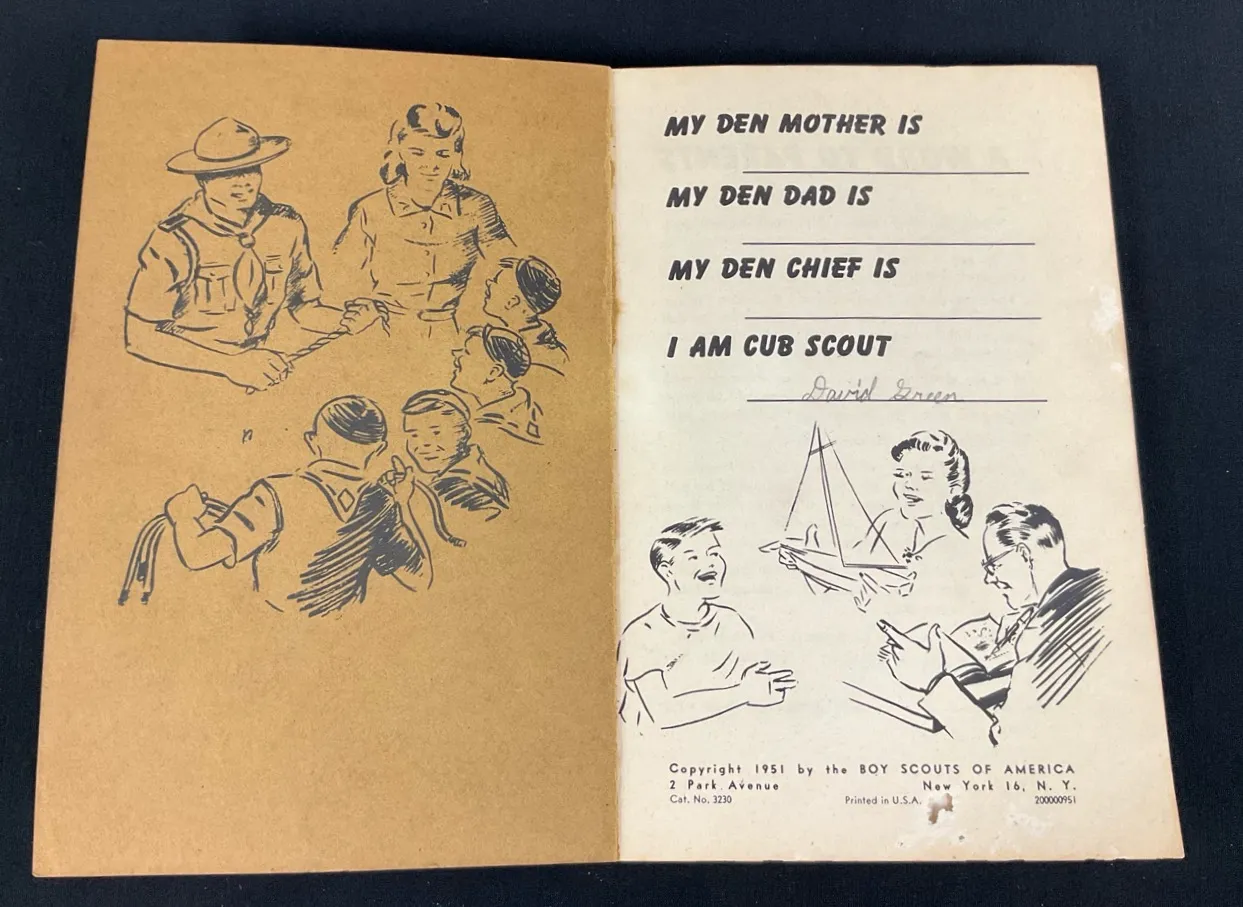 MY DEN MOTHER IS
MY DEN DAD IS
MY DEN CHIEF IS
I AM CUB SCOUT
David Green
Copyright 1951 by the BOY SCOUTS OF AMERICA
2 Park Avenue New York 16, N. Y.
Cat. No. 3230 Printed in U.S.A. 200000951